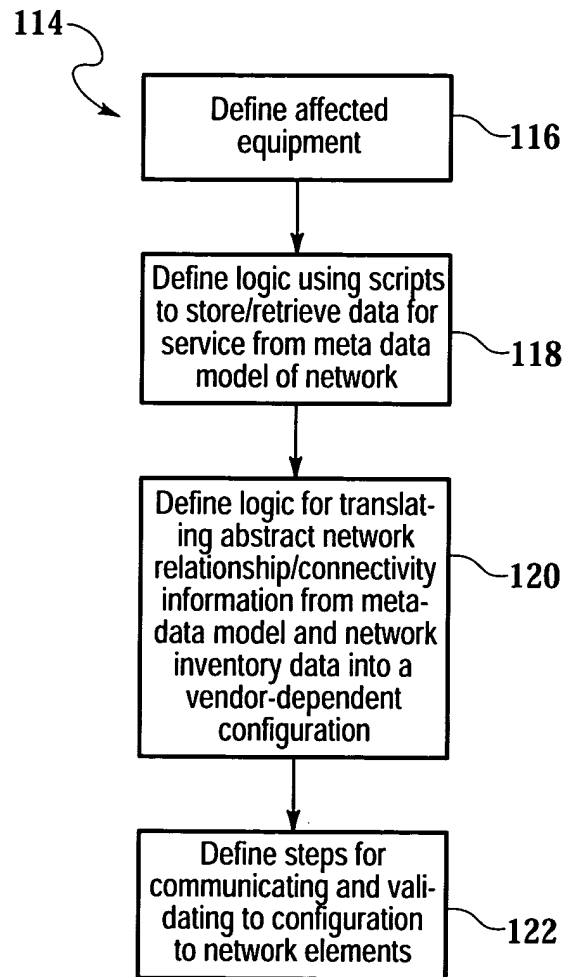 114
Define affected
equipment
116
Define logic using scripts
to store/retrieve data for
service from meta data
model of network
118
Define logic for translat-
ing abstract network
relationship/connectivity
information from meta-
data model and network
inventory data into a
vendor-dependent
configuration
120
Define steps for
communicating and vali-
dating to configuration
to network elements
122